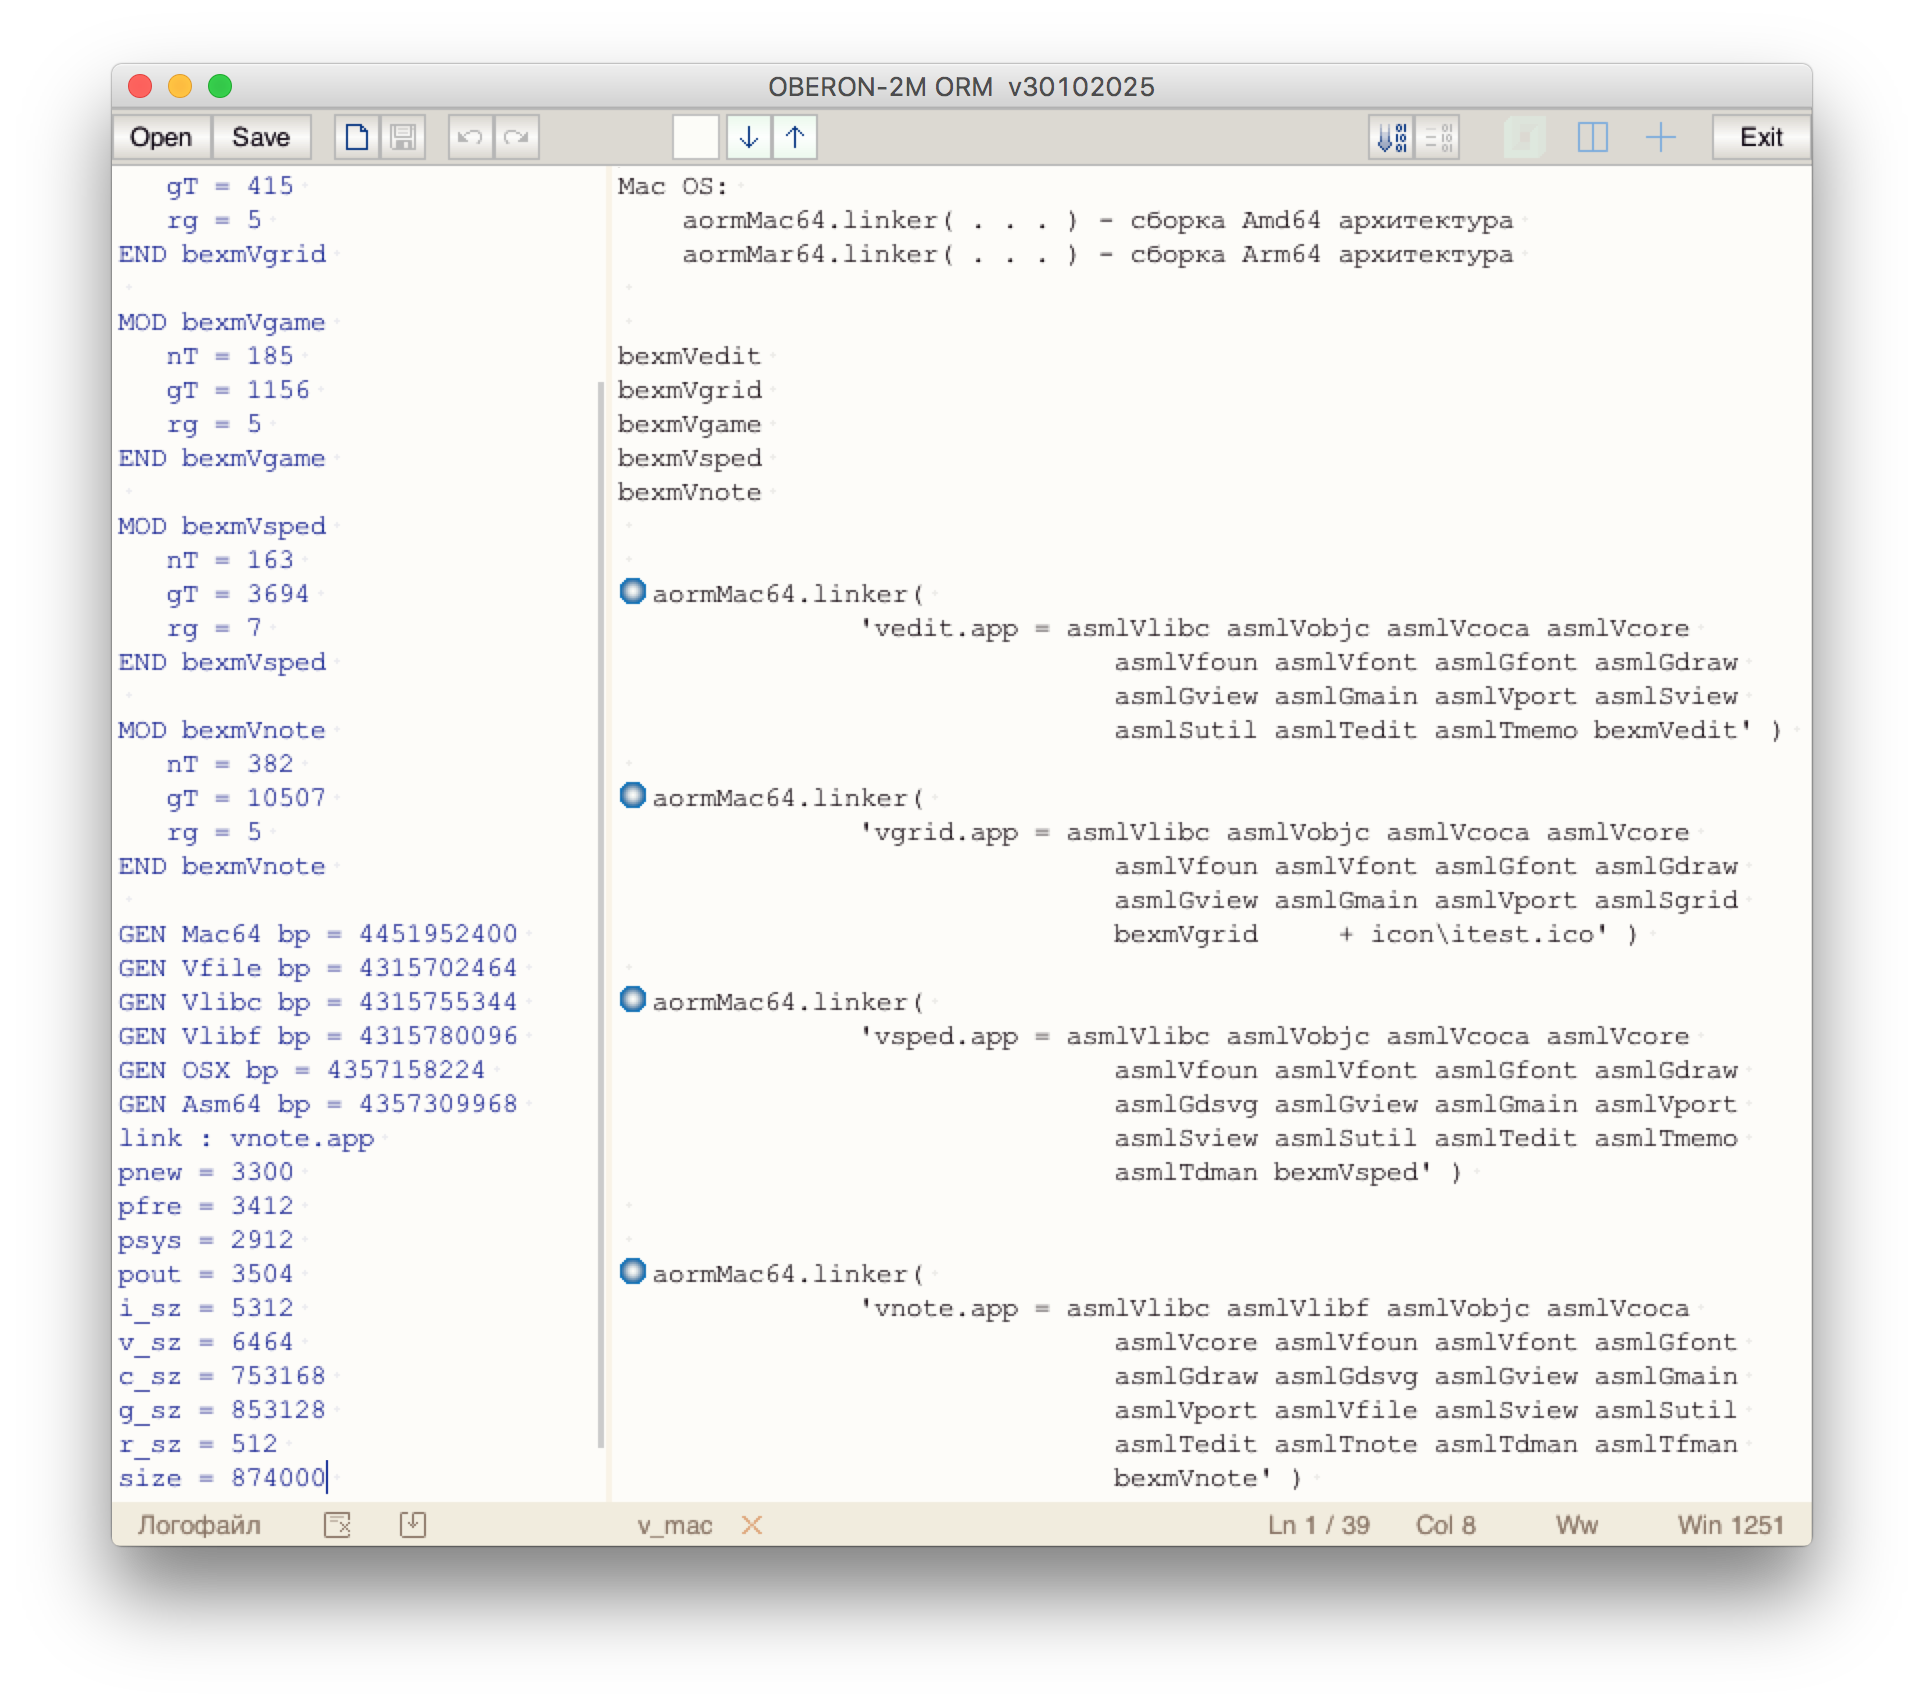 OBERON-2M ORM  v30102025
Open Save Exit
gT = 415
rg = 5
END bexmVgrid
MOD bexmVgame
nT = 185
gT = 1156
rg = 5
END bexmVgame
MOD bexmVsped
nT = 163
gT = 3694
rg = 7
END bexmVsped
MOD bexmVnote
nT = 382
gT = 10507
rg = 5
END bexmVnote
GEN Mac64 bp = 4451952400
GEN Vfile bp = 4315702464
GEN Vlibc bp = 4315755344
GEN Vlibf bp = 4315780096
GEN OSX bp = 4357158224
GEN Asm64 bp = 4357309968
link : vnote.app
pnew = 3300
pfre = 3412
psys = 2912
pout = 3504
i_sz = 5312
v_sz = 6464
c_sz = 753168
g_sz = 853128
r_sz = 512
size = 874000
Mac OS:
aormMac64.linker( . . . ) - сборка Amd64 архитектура
aormMar64.linker( . . . ) - сборка Arm64 архитектура
bexmVedit
bexmVgrid
bexmVgame
bexmVsped
bexmVnote
aormMac64.linker(
'vedit.app = asmlVlibc asmlVobjc asmlVcoca asmlVcore
asmlVfoun asmlVfont asmlGfont asmlGdraw
asmlGview asmlGmain asmlVport asmlSview
asmlSutil asmlTedit asmlTmemo bexmVedit' )
aormMac64.linker(
'vgrid.app = asmlVlibc asmlVobjc asmlVcoca asmlVcore
asmlVfoun asmlVfont asmlGfont asmlGdraw
asmlGview asmlGmain asmlVport asmlSgrid
bexmVgrid     + icon\itest.ico' )
aormMac64.linker(
'vsped.app = asmlVlibc asmlVobjc asmlVcoca asmlVcore
asmlVfoun asmlVfont asmlGfont asmlGdraw
asmlGdsvg asmlGview asmlGmain asmlVport
asmlSview asmlSutil asmlTedit asmlTmemo
asmlTdman bexmVsped' )
aormMac64.linker(
'vnote.app = asmlVlibc asmlVlibf asmlVobjc asmlVcoca
asmlVcore asmlVfoun asmlVfont asmlGfont
asmlGdraw asmlGdsvg asmlGview asmlGmain
asmlVport asmlVfile asmlSview asmlSutil
asmlTedit asmlTnote asmlTdman asmlTfman
bexmVnote' )
Логофайл v_mac Ln 1 / 39 Col 8 Ww Win 1251